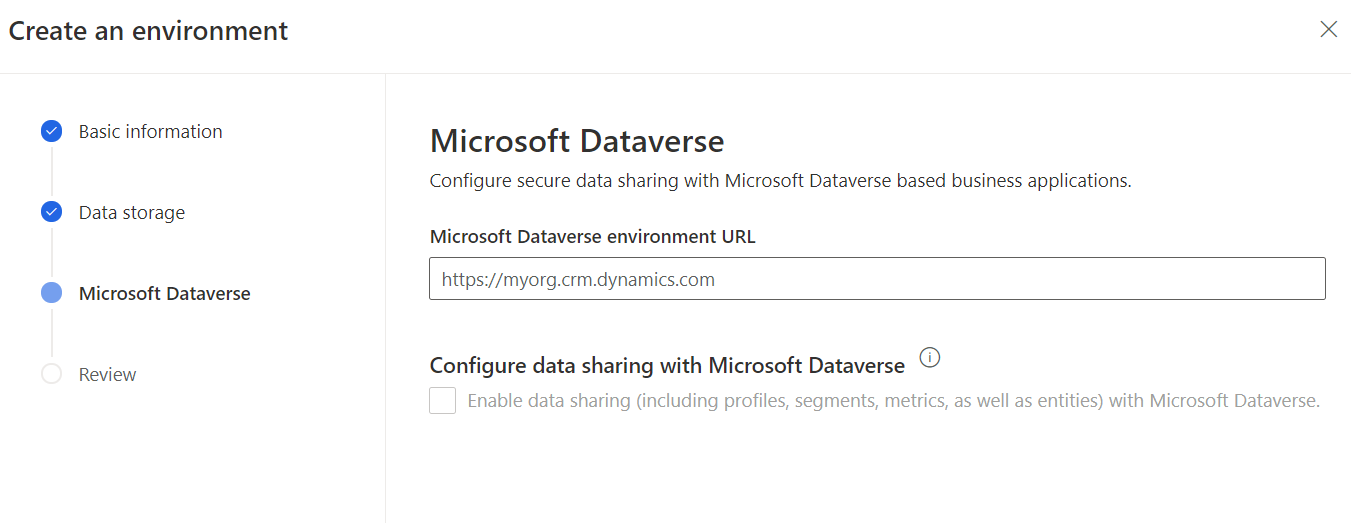 Create an environment
Basic information
Data storage
Microsoft Dataverse
Review
Microsoft Dataverse
Configure secure data sharing with Microsoft Dataverse based business applications.
Microsoft Dataverse environment URL
https://myorg.crm.dynamics.com
Configure data sharing with Microsoft Dataverse
Enable data sharing (including profiles, segments, metrics, as well as entities) with Microsoft Dataverse.